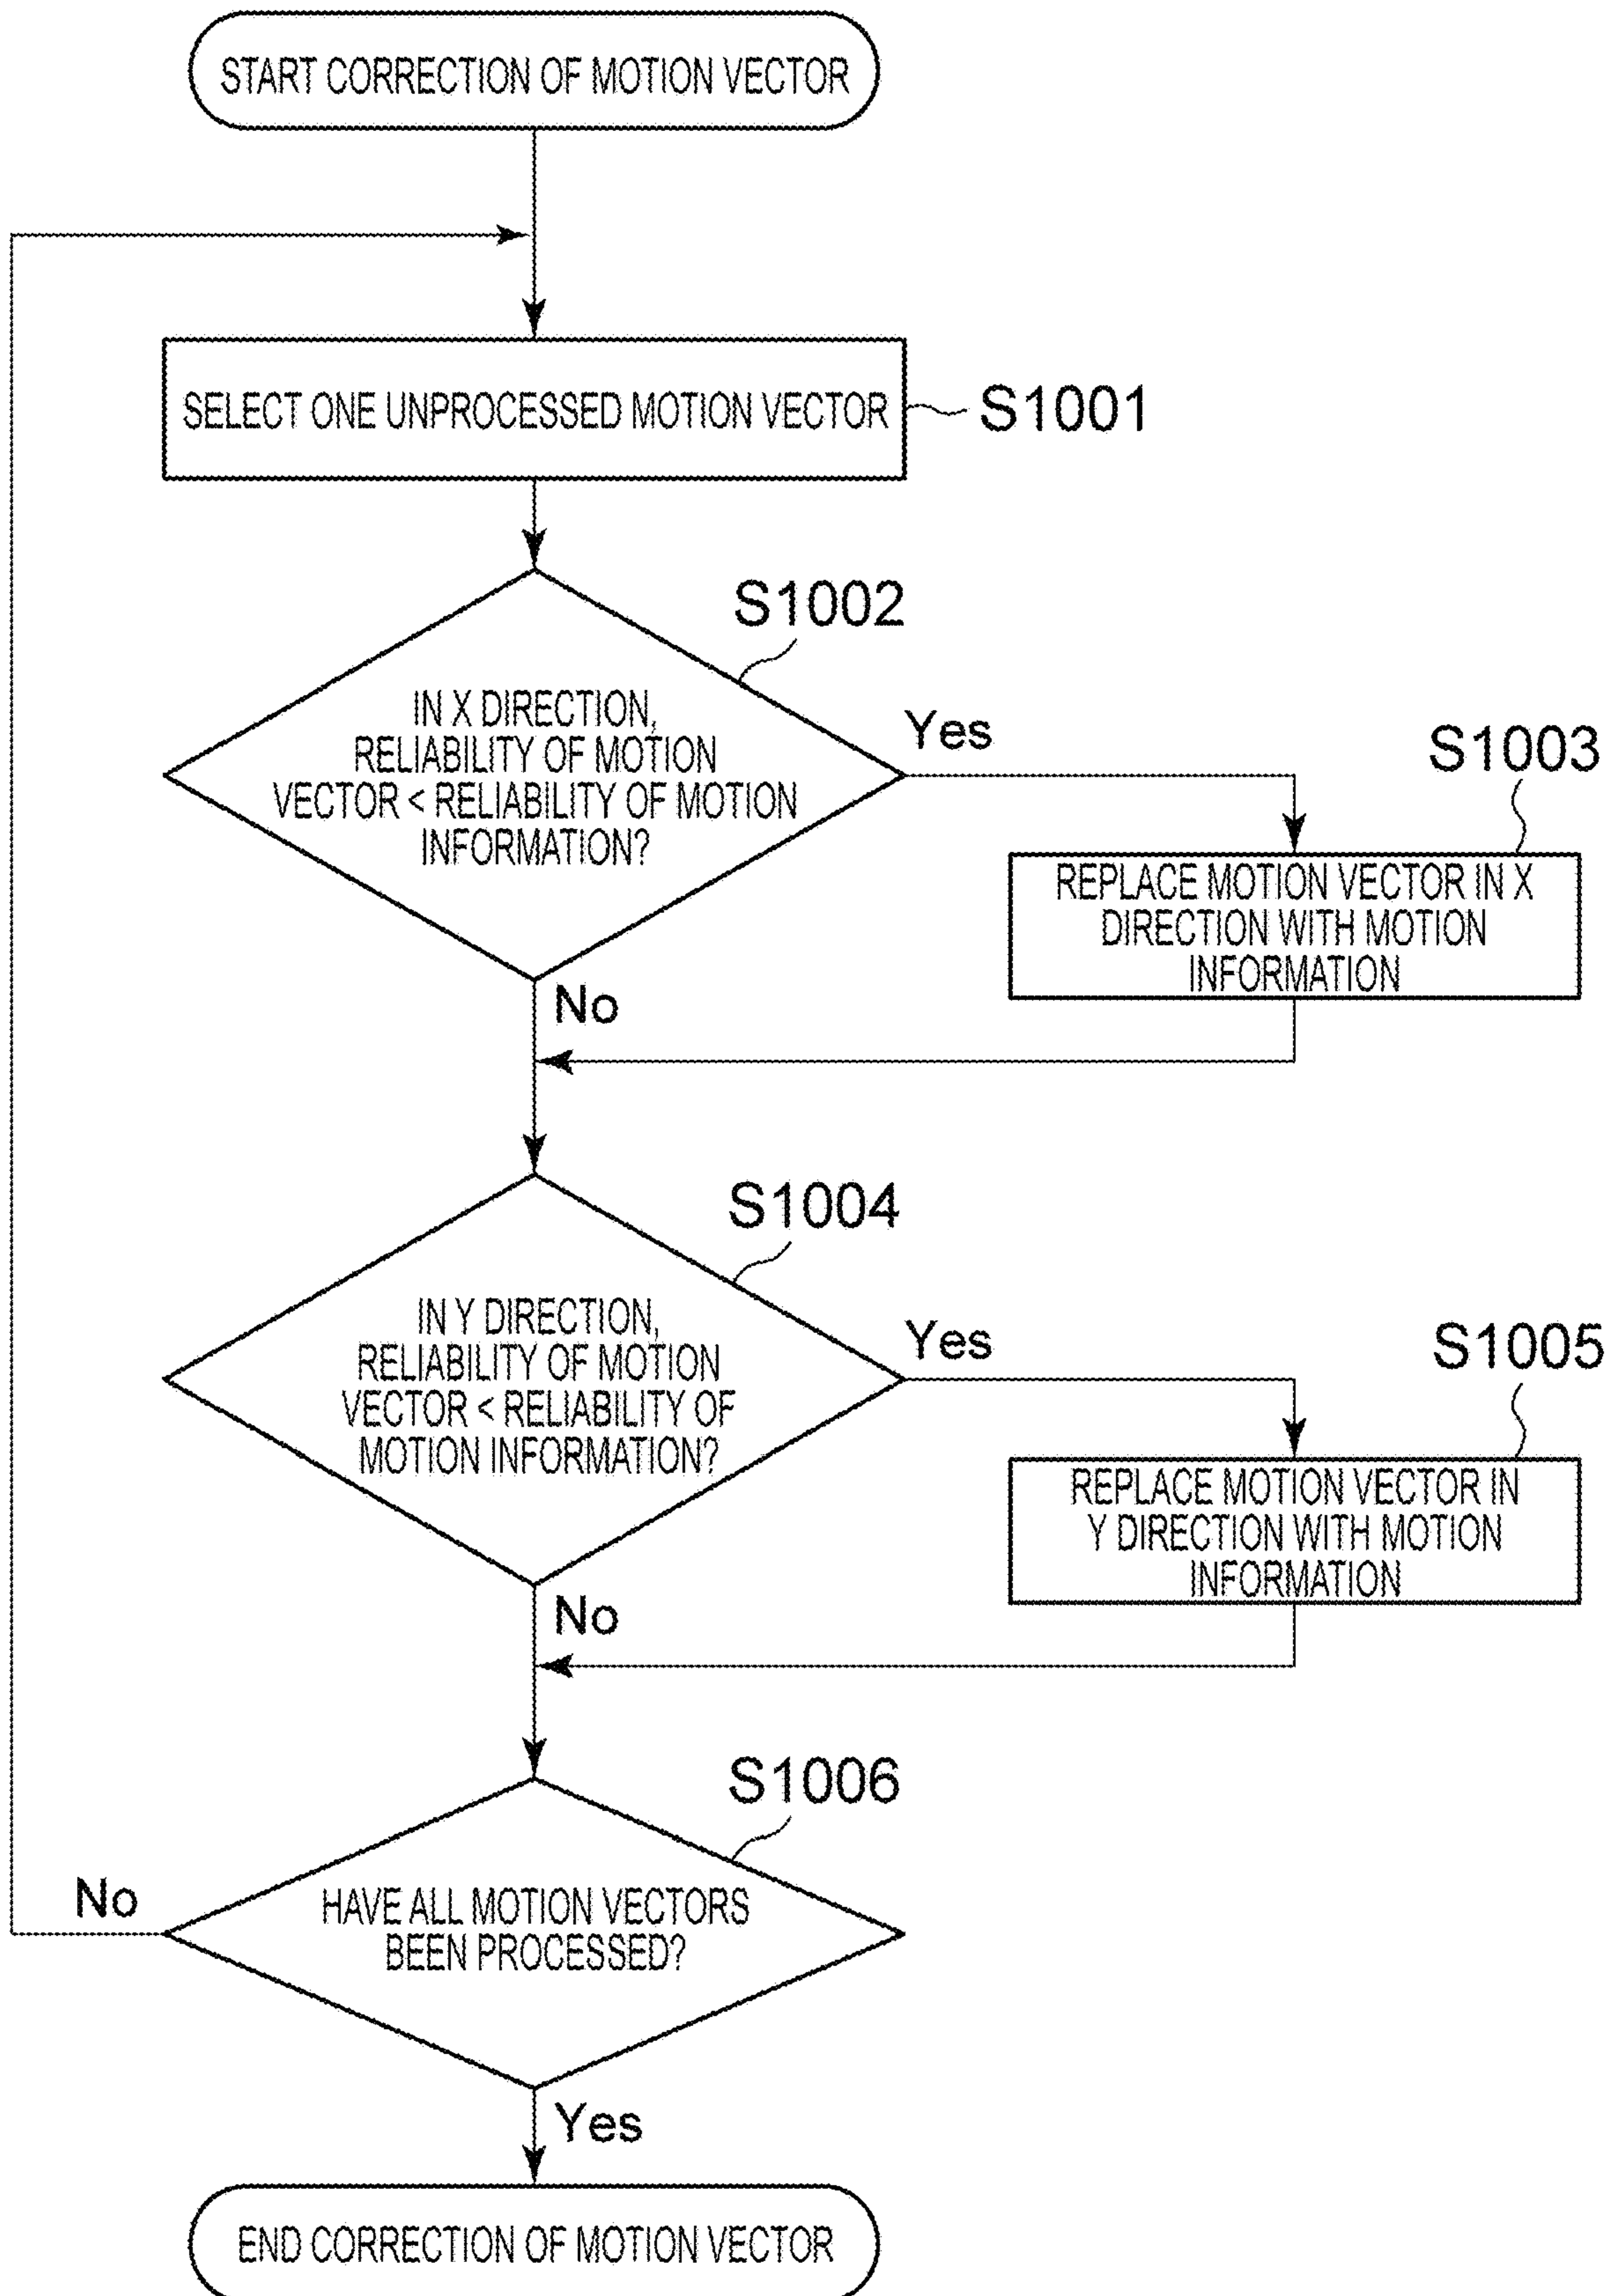 START CORRECTION OF MOTION VECTOR
SELECT ONE UNPROCESSED MOTION VECTOR
S1001
S1002
IN X DIRECTION,
RELIABILITY OF MOTION
VECTOR < RELIABILITY OF MOTION
INFORMATION?
Yes
S1003
REPLACE MOTION VECTOR IN X
DIRECTION WITH MOTION
INFORMATION
No
S1004
IN Y DIRECTION,
RELIABILITY OF MOTION
VECTOR < RELIABILITY OF
MOTION INFORMATION?
Yes
S1005
REPLACE MOTION VECTOR IN
Y DIRECTION WITH MOTION
INFORMATION
No
S1006
HAVE ALL MOTION VECTORS
BEEN PROCESSED?
No
Yes
END CORRECTION OF MOTION VECTOR